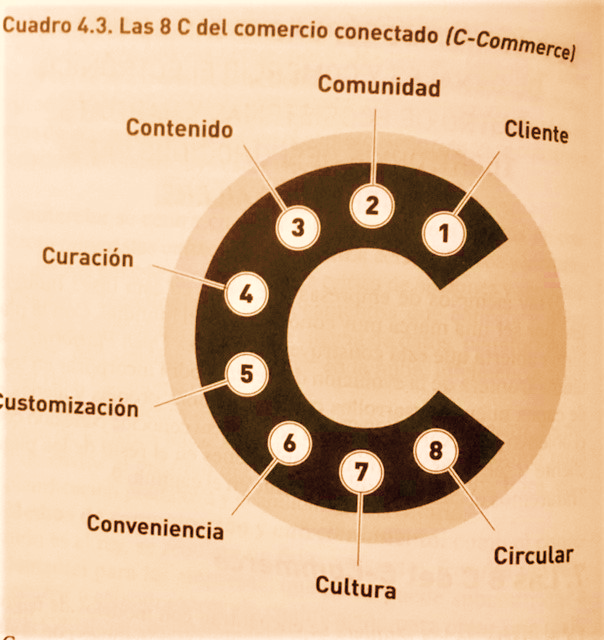 Cuadro 4.3. Las 8 C del comercio conectado (C-Commerce)
Comunidad
Contenido
Cliente
2
3
1
Curación
4
5
Customización
6
8
7
Conveniencia
Circular
Cultura